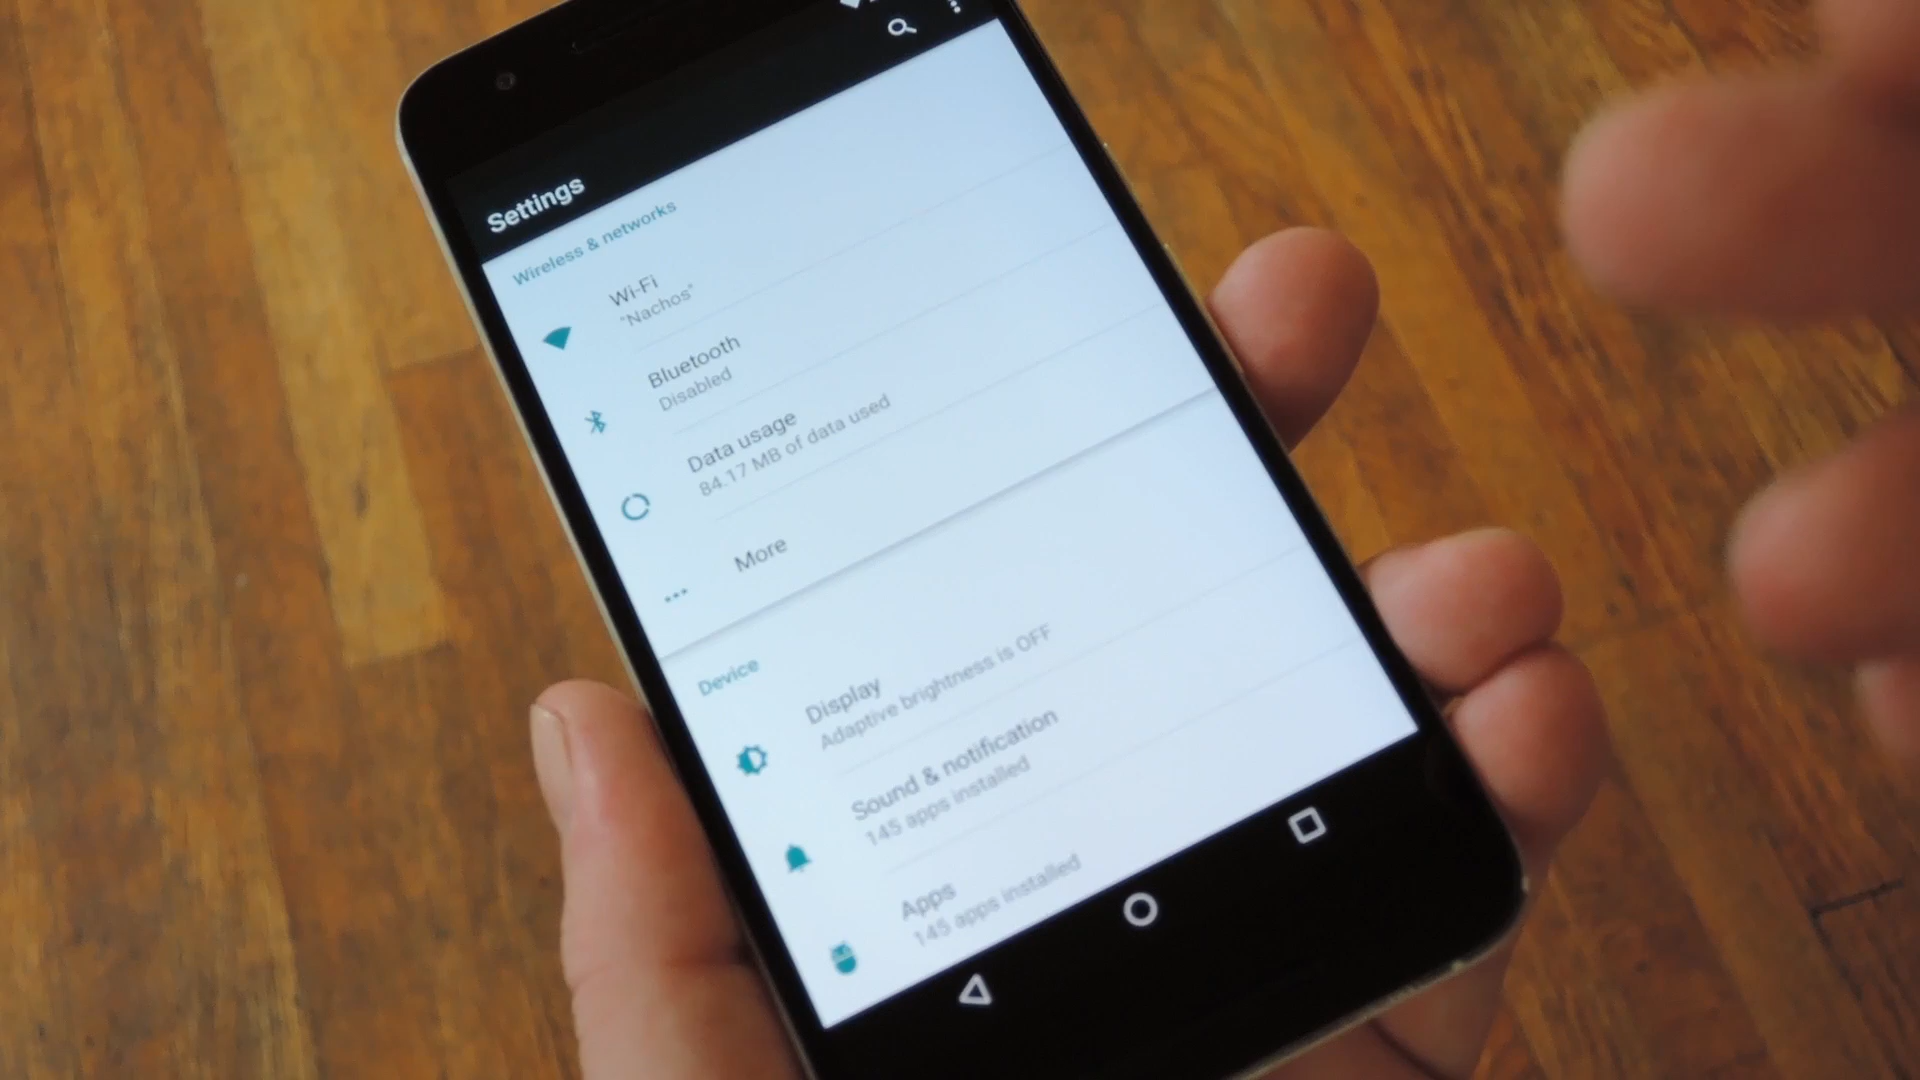 Settings
Wireless & networks
Wi-Fi
"Nachos"
Bluetooth
Disabled
Data usage
84.17 MB of data used
More
Device
Display
Adaptive brightness is OFF
Sound & notification
145 apps installed
Apps
145 apps installed